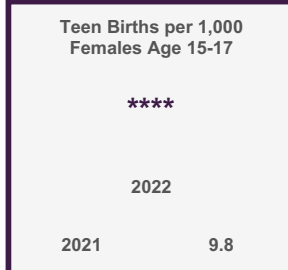 Teen Births per 1,000
Females Age 15-17
****
2022
2021 9.8